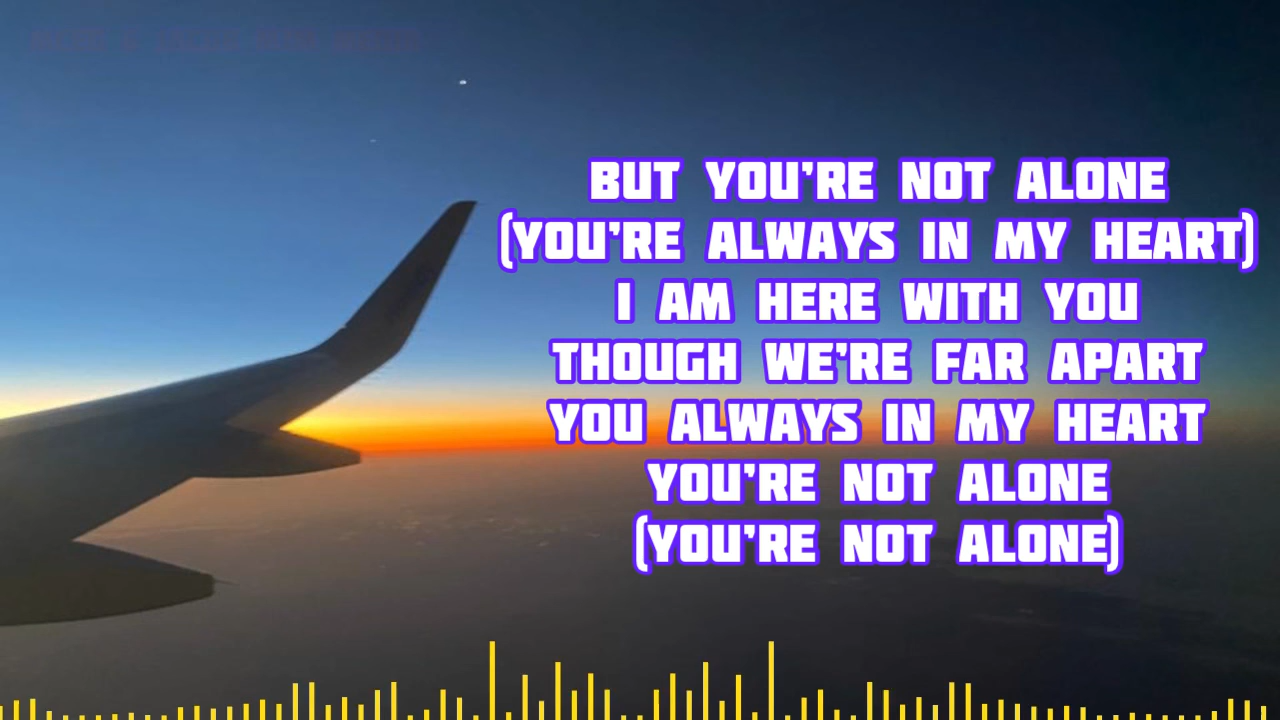 BUT YOU'RE NOT ALONE
(YOU'RE ALWAYS IN MY HEART)
I AM HERE WITH YOU
THOUGH WE'RE FAR APART
YOU ALWAYS IN MY HEART
YOU'RE NOT ALONE
(YOU'RE NOT ALONE)